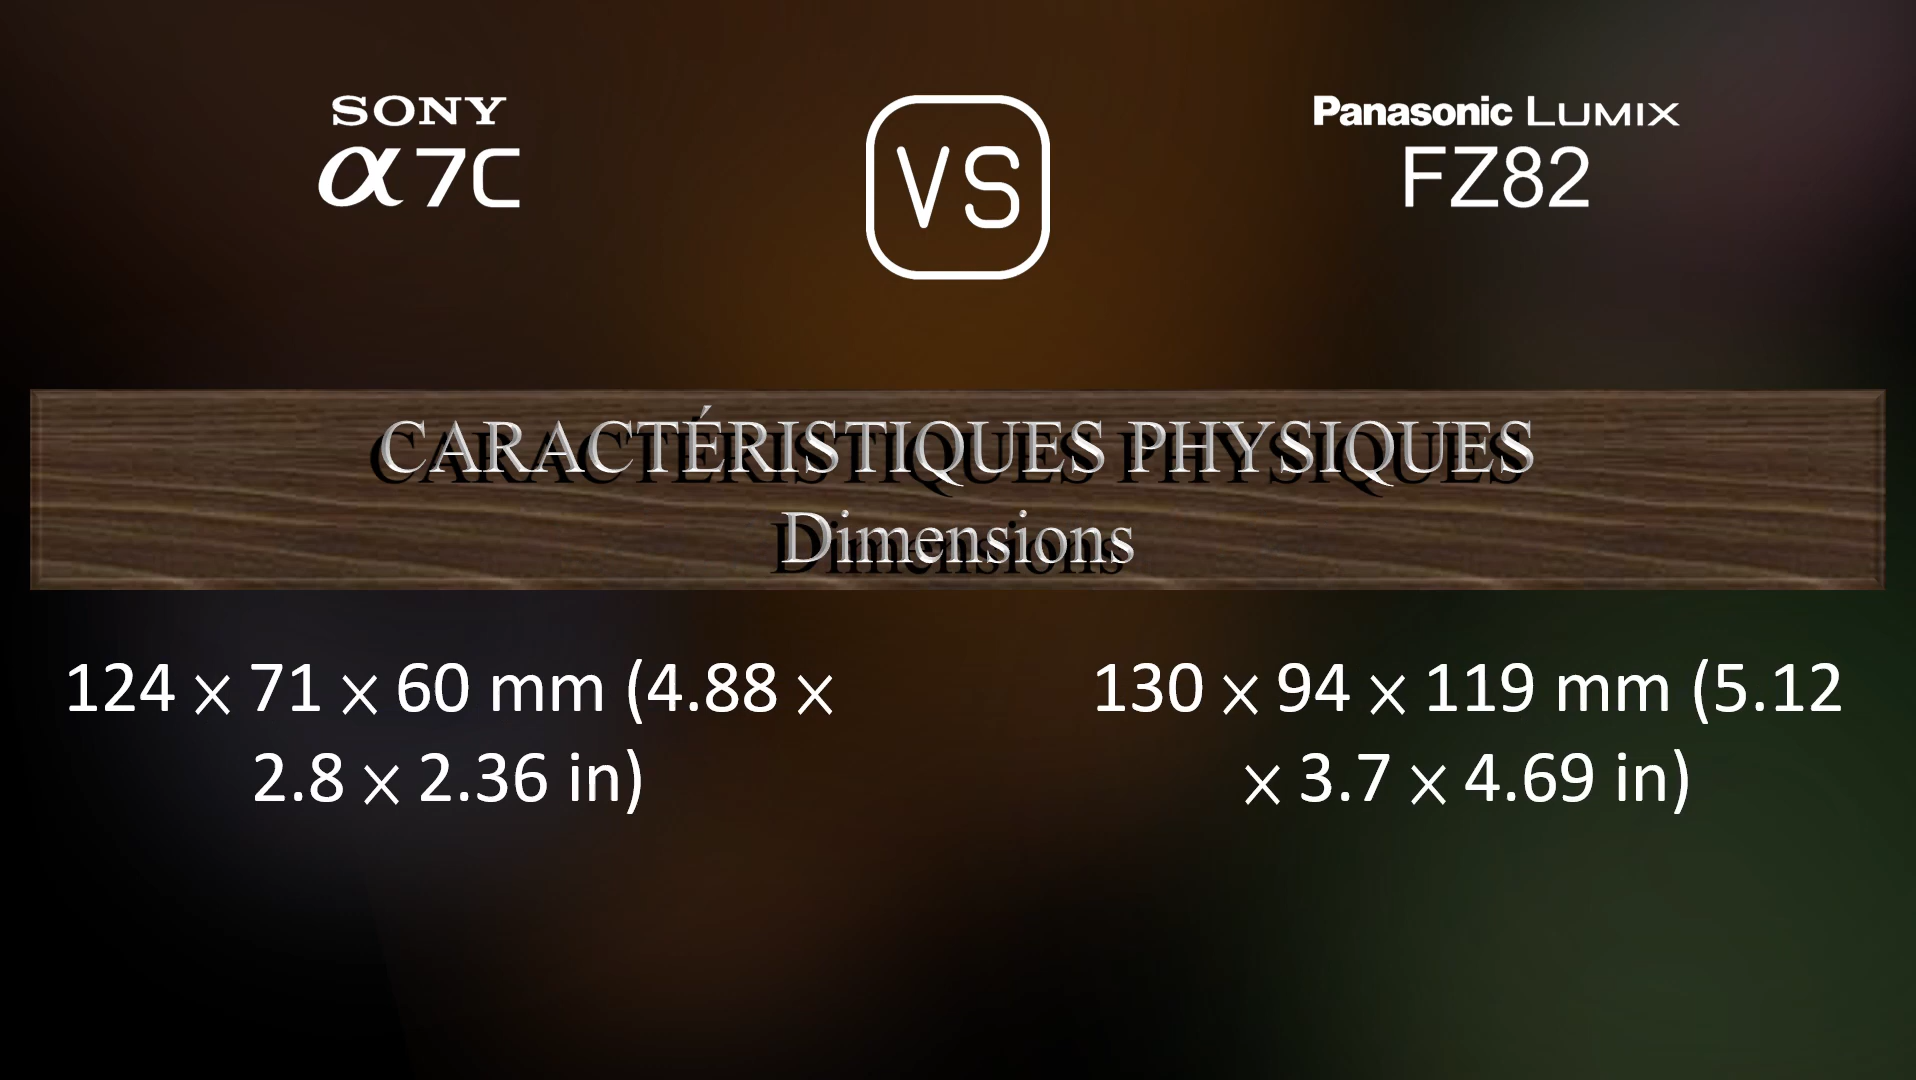 SONY
α7C
VS
Panasonic LUMIX
FZ82
CARACTÉRISTIQUES PHYSIQUES
Dimensions
124 x 71 x 60 mm (4.88 x
2.8 x 2.36 in)
130 x 94 x 119 mm (5.12
x 3.7 x 4.69 in)